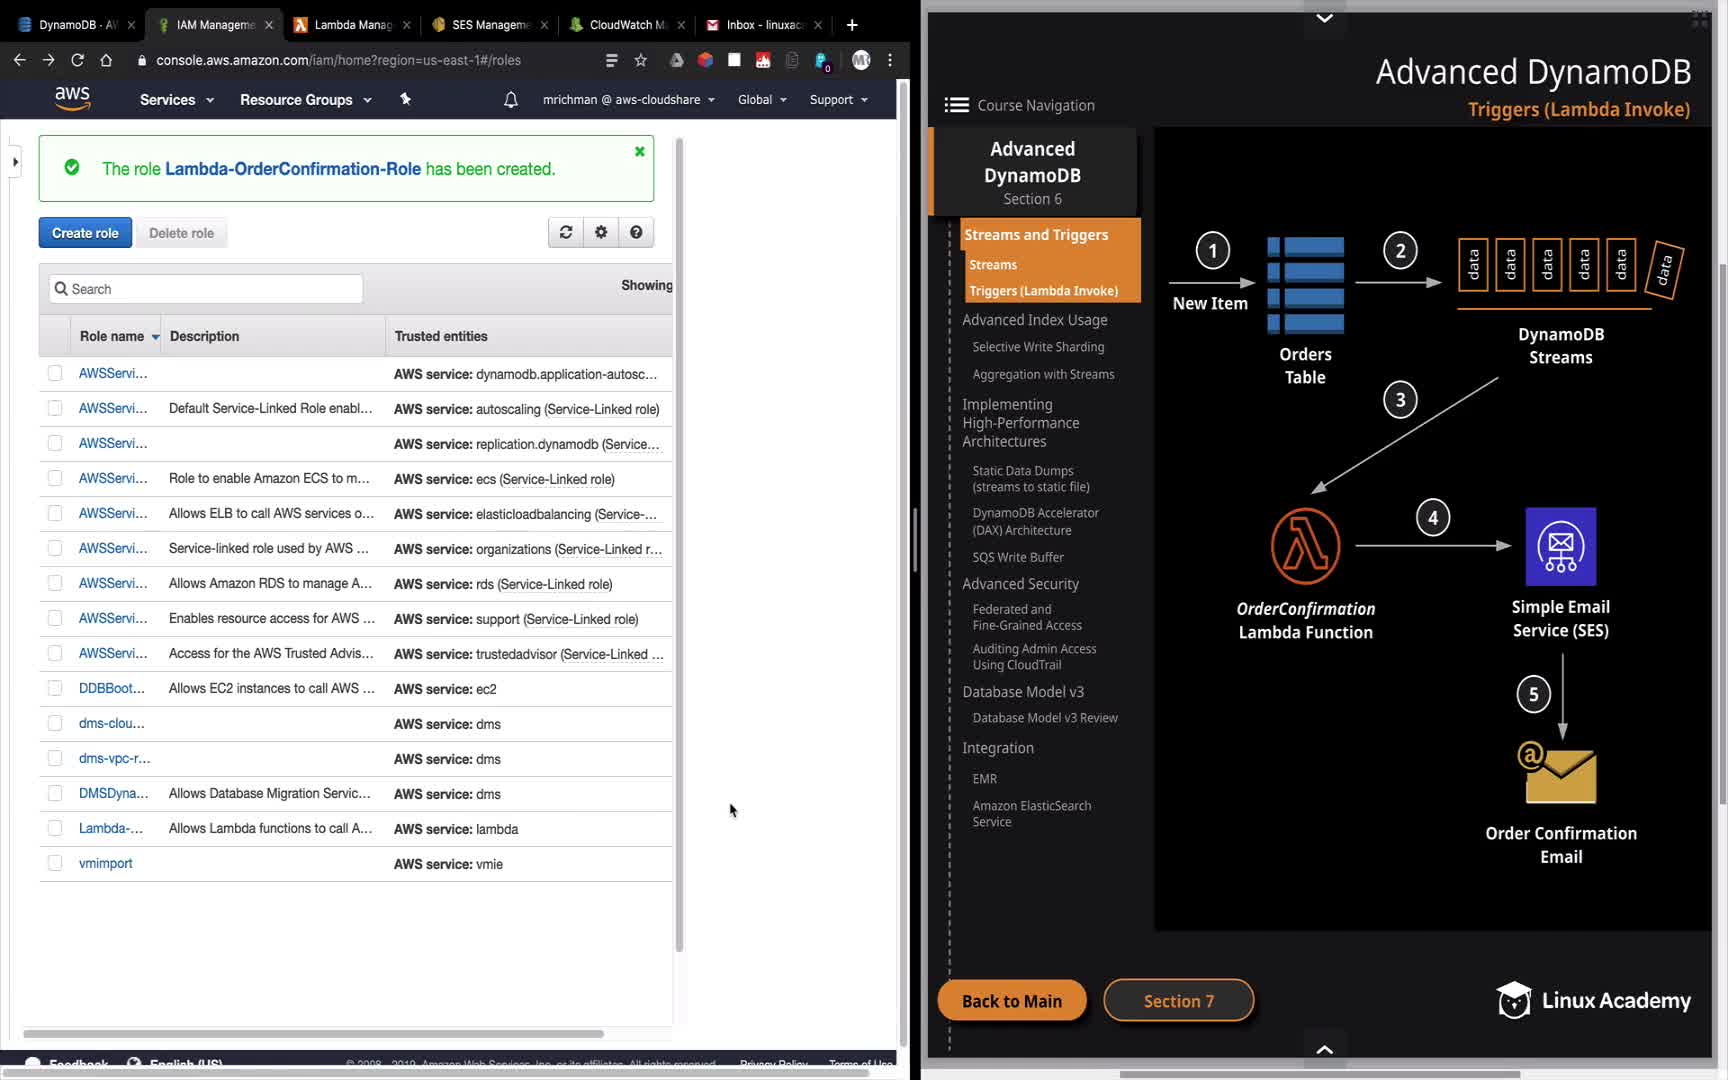 DynamoDB · A
IAM Manageme
Lambda Manag
SES Manageme
CloudWatch M
Inbox - linuxac
console.aws.amazon.com/iam/home?region=us-east-1#/roles
0
aws
Services
Resource Groups
mrichman @ aws-cloudshare
Global
Support
The role Lambda-OrderConfirmation-Role has been created.
Create role
Delete role
Search
Showing
Role name
Description
Trusted entities
AWSServi...
AWS service: dynamodb.application-autosc...
AWSServi...
Default Service-Linked Role enabl...
AWS service: autoscaling (Service-Linked role)
AWSServi...
AWS service: replication.dynamodb (Service...
AWSServi...
Role to enable Amazon ECS to m...
AWS service: ecs (Service-Linked role)
AWSServi...
Allows ELB to call AWS services o...
AWS service: elasticloadbalancing (Service-...
AWSServi...
Service-linked role used by AWS ...
AWS service: organizations (Service-Linked r...
AWSServi...
Allows Amazon RDS to manage A...
AWS service: rds (Service-Linked role)
AWSServi...
Enables resource access for AWS ...
AWS service: support (Service-Linked role)
AWSServi...
Access for the AWS Trusted Advis...
AWS service: trustedadvisor (Service-Linked ...
DDBBoot...
Allows EC2 instances to call AWS ...
AWS service: ec2
dms-clou...
AWS service: dms
dms-vpc-r...
AWS service: dms
DMSDyna...
Allows Database Migration Servic...
AWS service: dms
Lambda-...
Allows Lambda functions to call A...
AWS service: lambda
vmimport
AWS service: vmie
Feedback
English (US)
© 2008 - 2019, Amazon Web Services, Inc. or its affiliates. All rights reserved.
Privacy Policy
Terms of Use
Advanced DynamoDB
Triggers (Lambda Invoke)
Course Navigation
Advanced
DynamoDB
Section 6
Streams and Triggers
Streams
Triggers (Lambda Invoke)
Advanced Index Usage
Selective Write Sharding
Aggregation with Streams
Implementing
High-Performance
Architectures
Static Data Dumps
(streams to static file)
DynamoDB Accelerator
(DAX) Architecture
SQS Write Buffer
Advanced Security
Federated and
Fine-Grained Access
Auditing Admin Access
Using CloudTrail
Database Model v3
Database Model v3 Review
Integration
EMR
Amazon ElasticSearch
Service
1
New Item
Orders
Table
2
data
data
data
data
data
data
DynamoDB
Streams
3
OrderConfirmation
Lambda Function
4
Simple Email
Service (SES)
5
@
Order Confirmation
Email
Back to Main
Section 7
Linux Academy